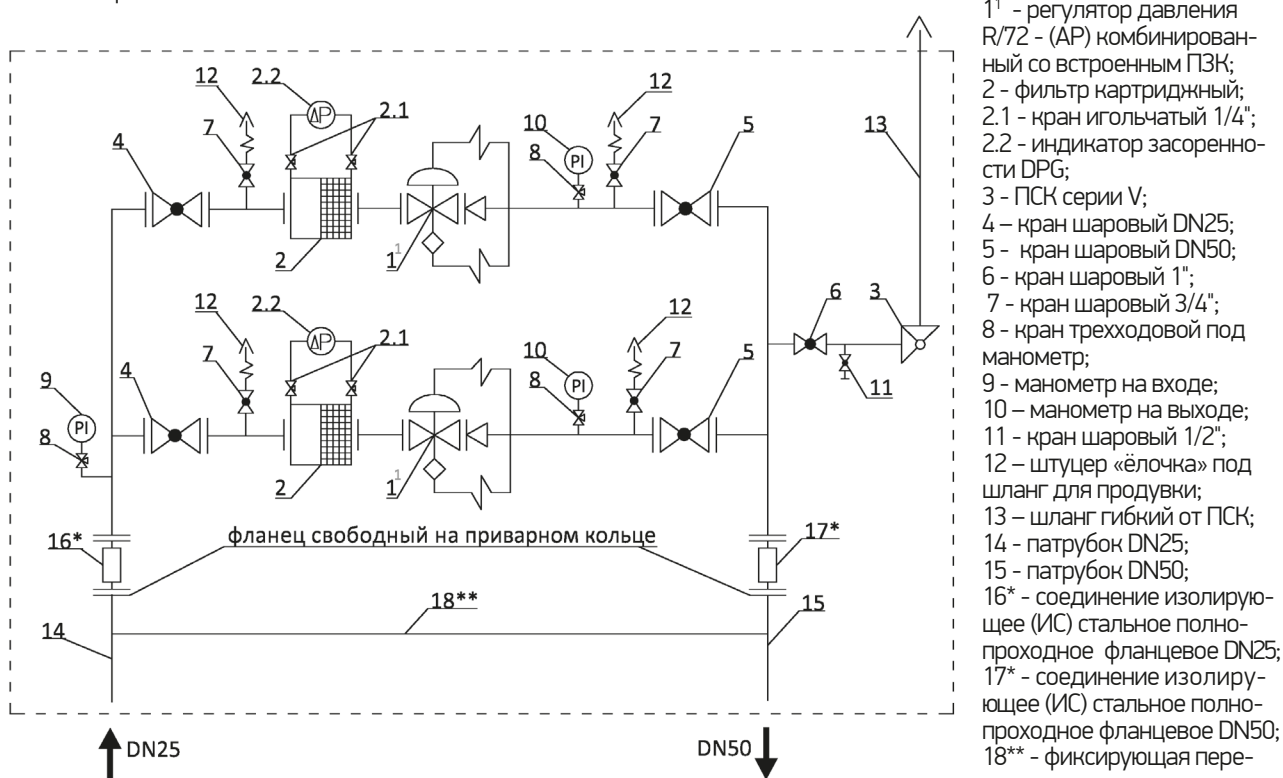 12
2.2
2.1
12
4
7
10
8
7
5
13
ΔP
PI
2
1¹
12
2.2
2.1
12
6
3
9
4
7
10
8
7
5
11
ΔP
PI
PI
8
2
1¹
16*
фланец свободный на приварном кольце
17*
18**
14
15
DN25
DN50
1¹ - регулятор давления
R/72 - (AP) комбинирован-
ный со встроенным ПЗК;
2 - фильтр картриджный;
2.1 - кран игольчатый 1/4";
2.2 - индикатор засоренно-
сти DPG;
3 - ПСК серии V;
4 – кран шаровый DN25;
5 - кран шаровый DN50;
6 - кран шаровый 1";
7 - кран шаровый 3/4";
8 - кран трехходовой под
манометр;
9 - манометр на входе;
10 – манометр на выходе;
11 - кран шаровый 1/2";
12 – штуцер «ёлочка» под
шланг для продувки;
13 – шланг гибкий от ПСК;
14 - патрубок DN25;
15 - патрубок DN50;
16* - соединение изолирую-
щее (ИС) стальное полно-
проходное фланцевое DN25;
17* - соединение изолиру-
ющее (ИС) стальное полно-
проходное фланцевое DN50;
18** - фиксирующая пере-